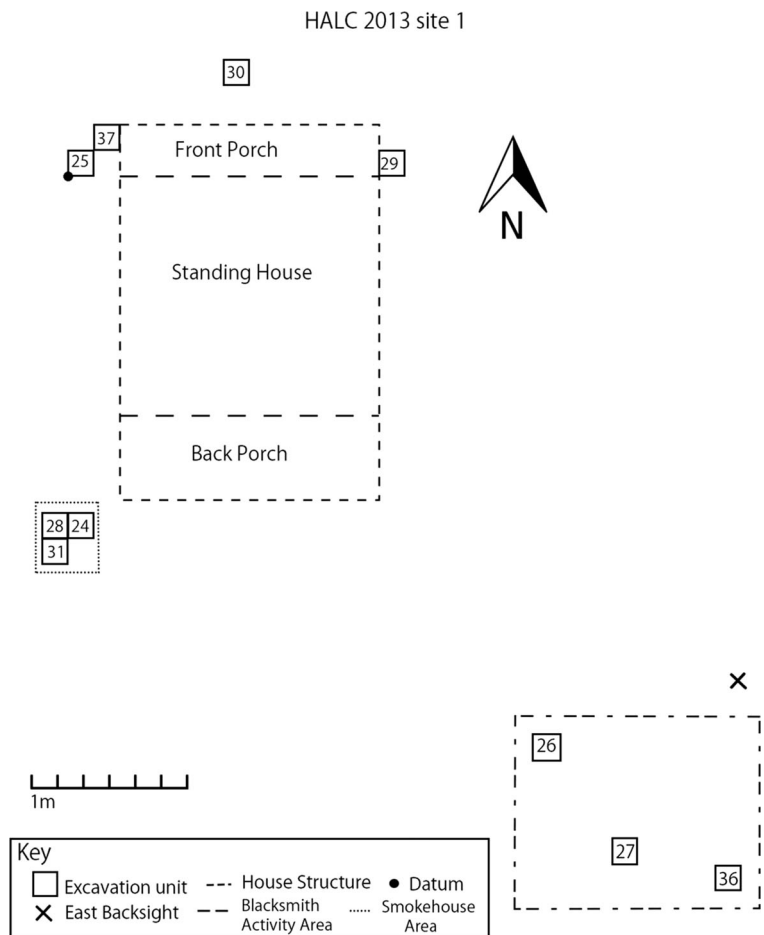 HALC 2013 site 1
30
37
Front Porch
25
29
N
Standing House
Back Porch
28 24
31
26
1m
27
36
Key
Excavation unit
House Structure
Datum
East Backsight
Blacksmith
Activity Area
Smokehouse
Area